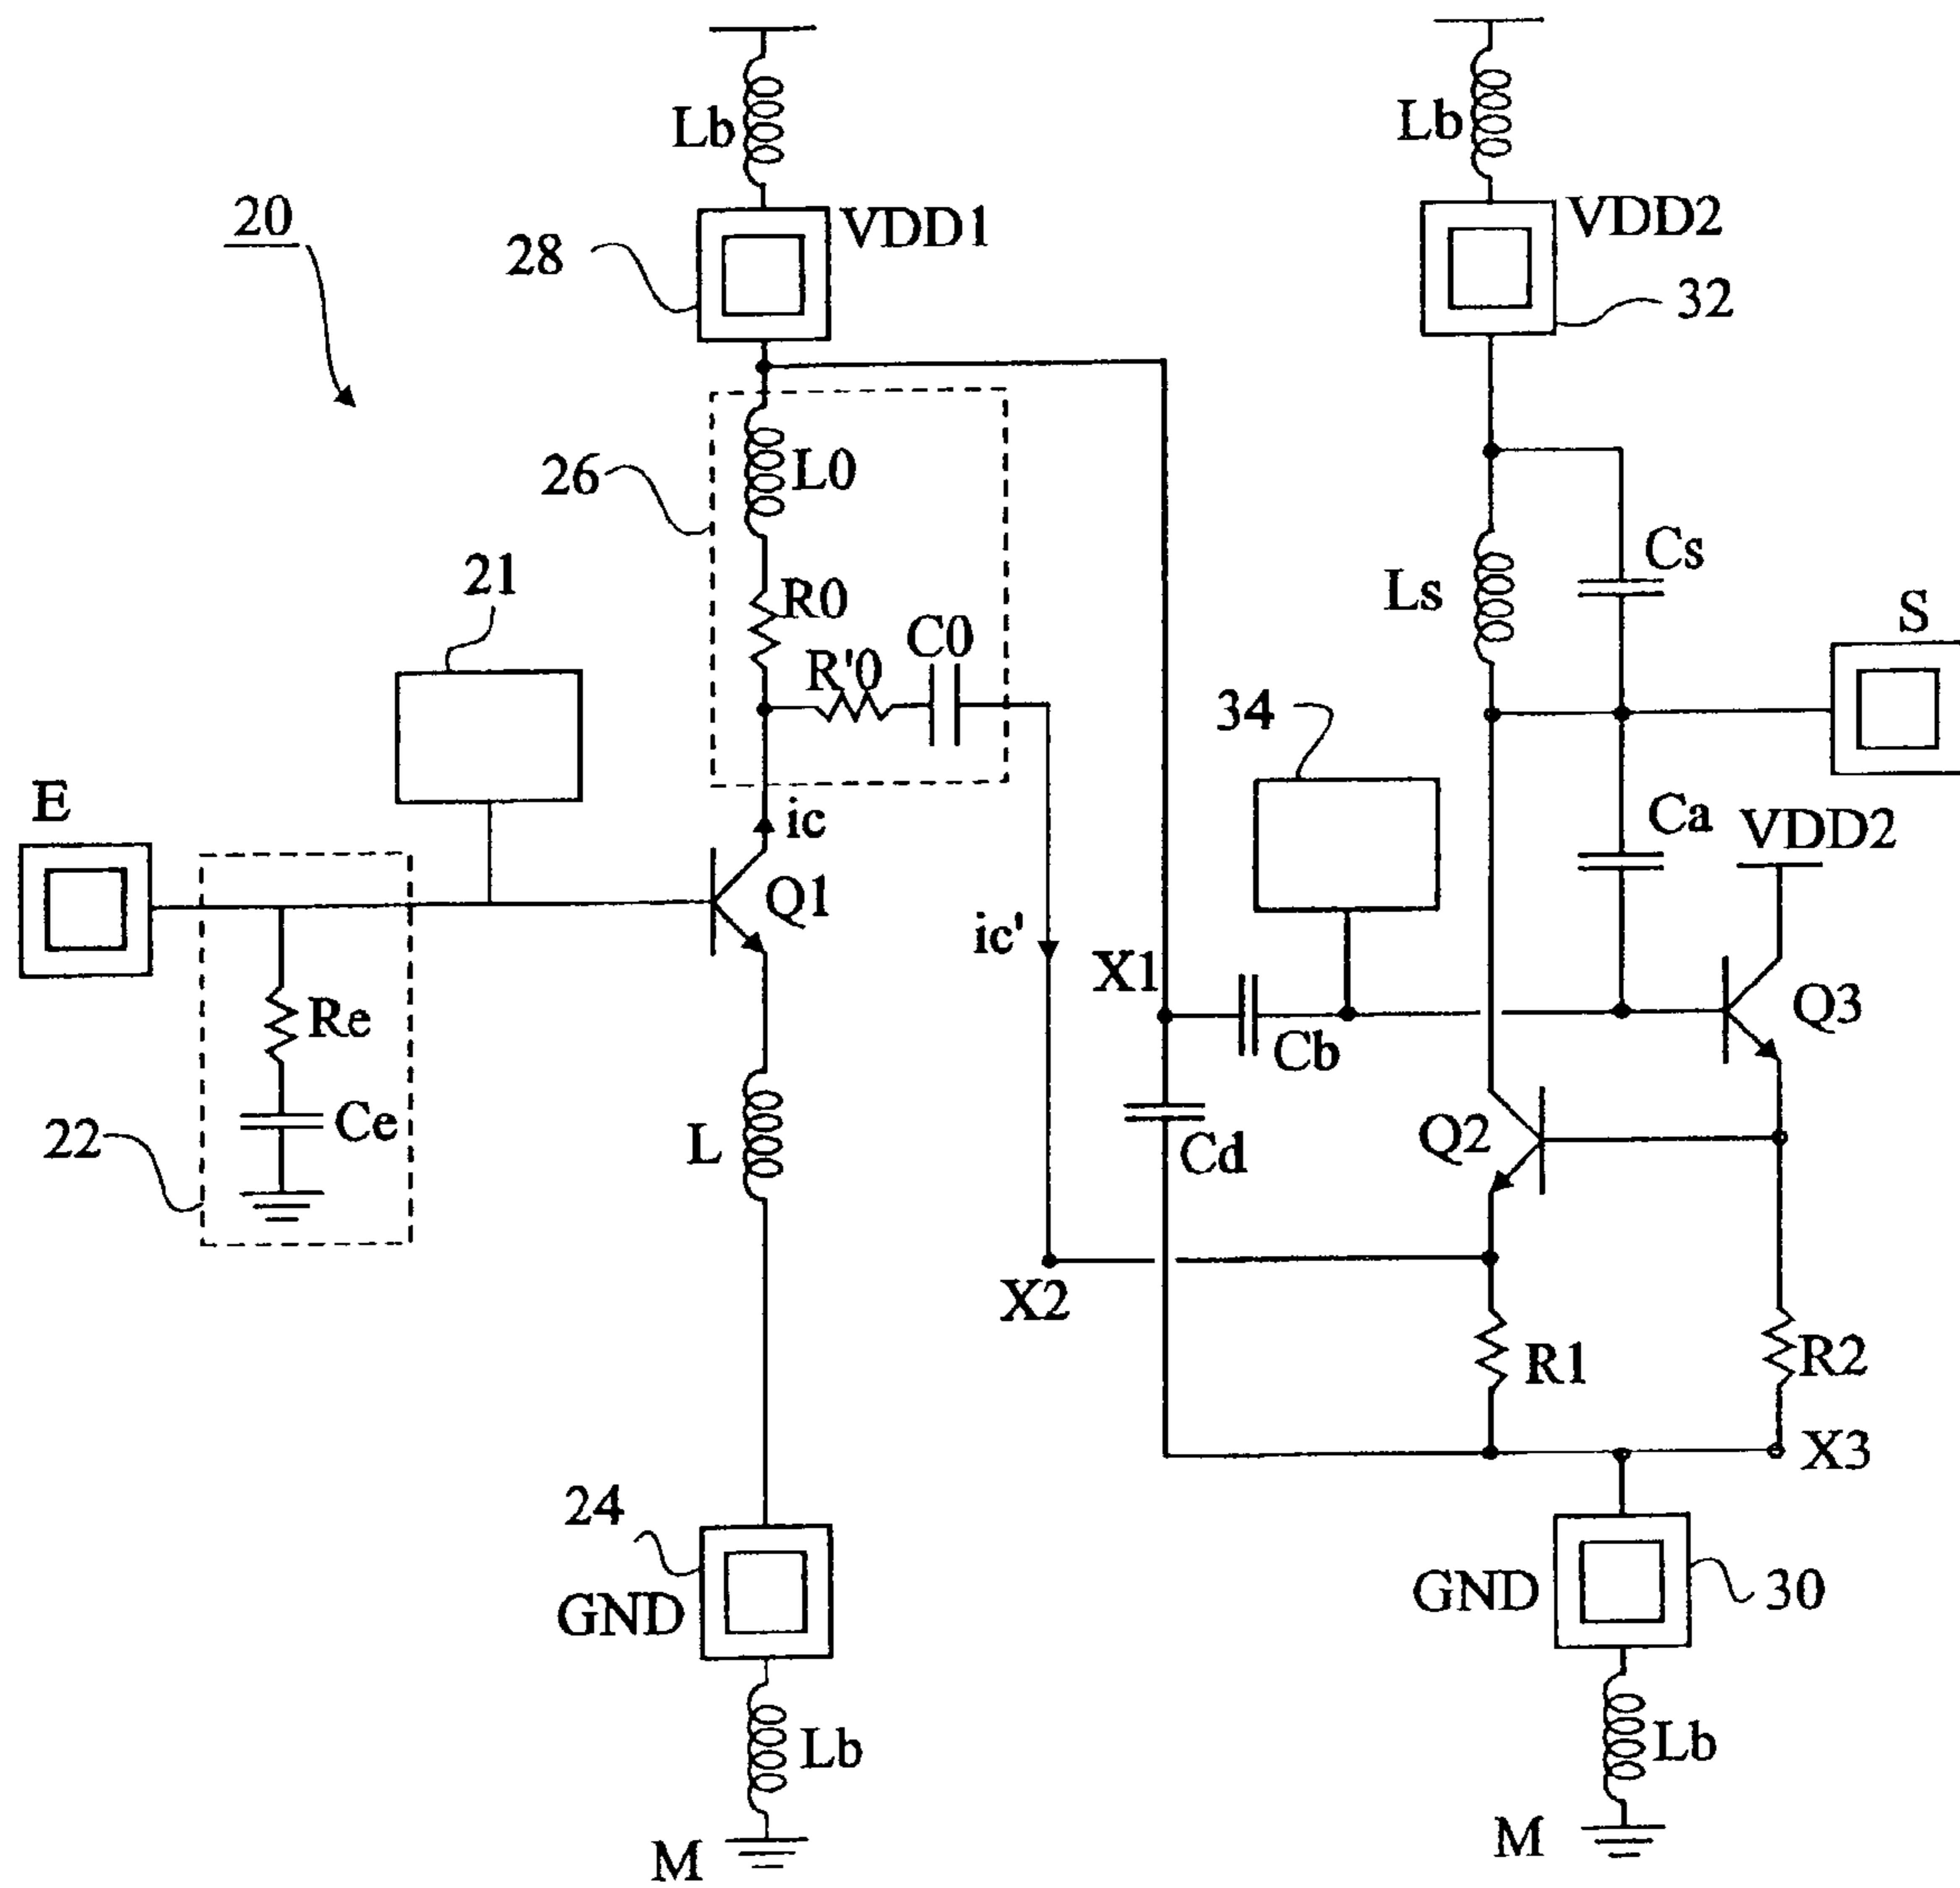 Lb
Lb
20
28
VDD1
VDD2
32
26
L0
21
R0
Ls
Cs
S
R'0
C0
34
E
ic
Ca
VDD2
Q1
ic'
X1
Q3
Re
Cb
22
Ce
L
Cd
Q2
X2
R1
R2
X3
24
GND
GND
30
Lb
Lb
M
M